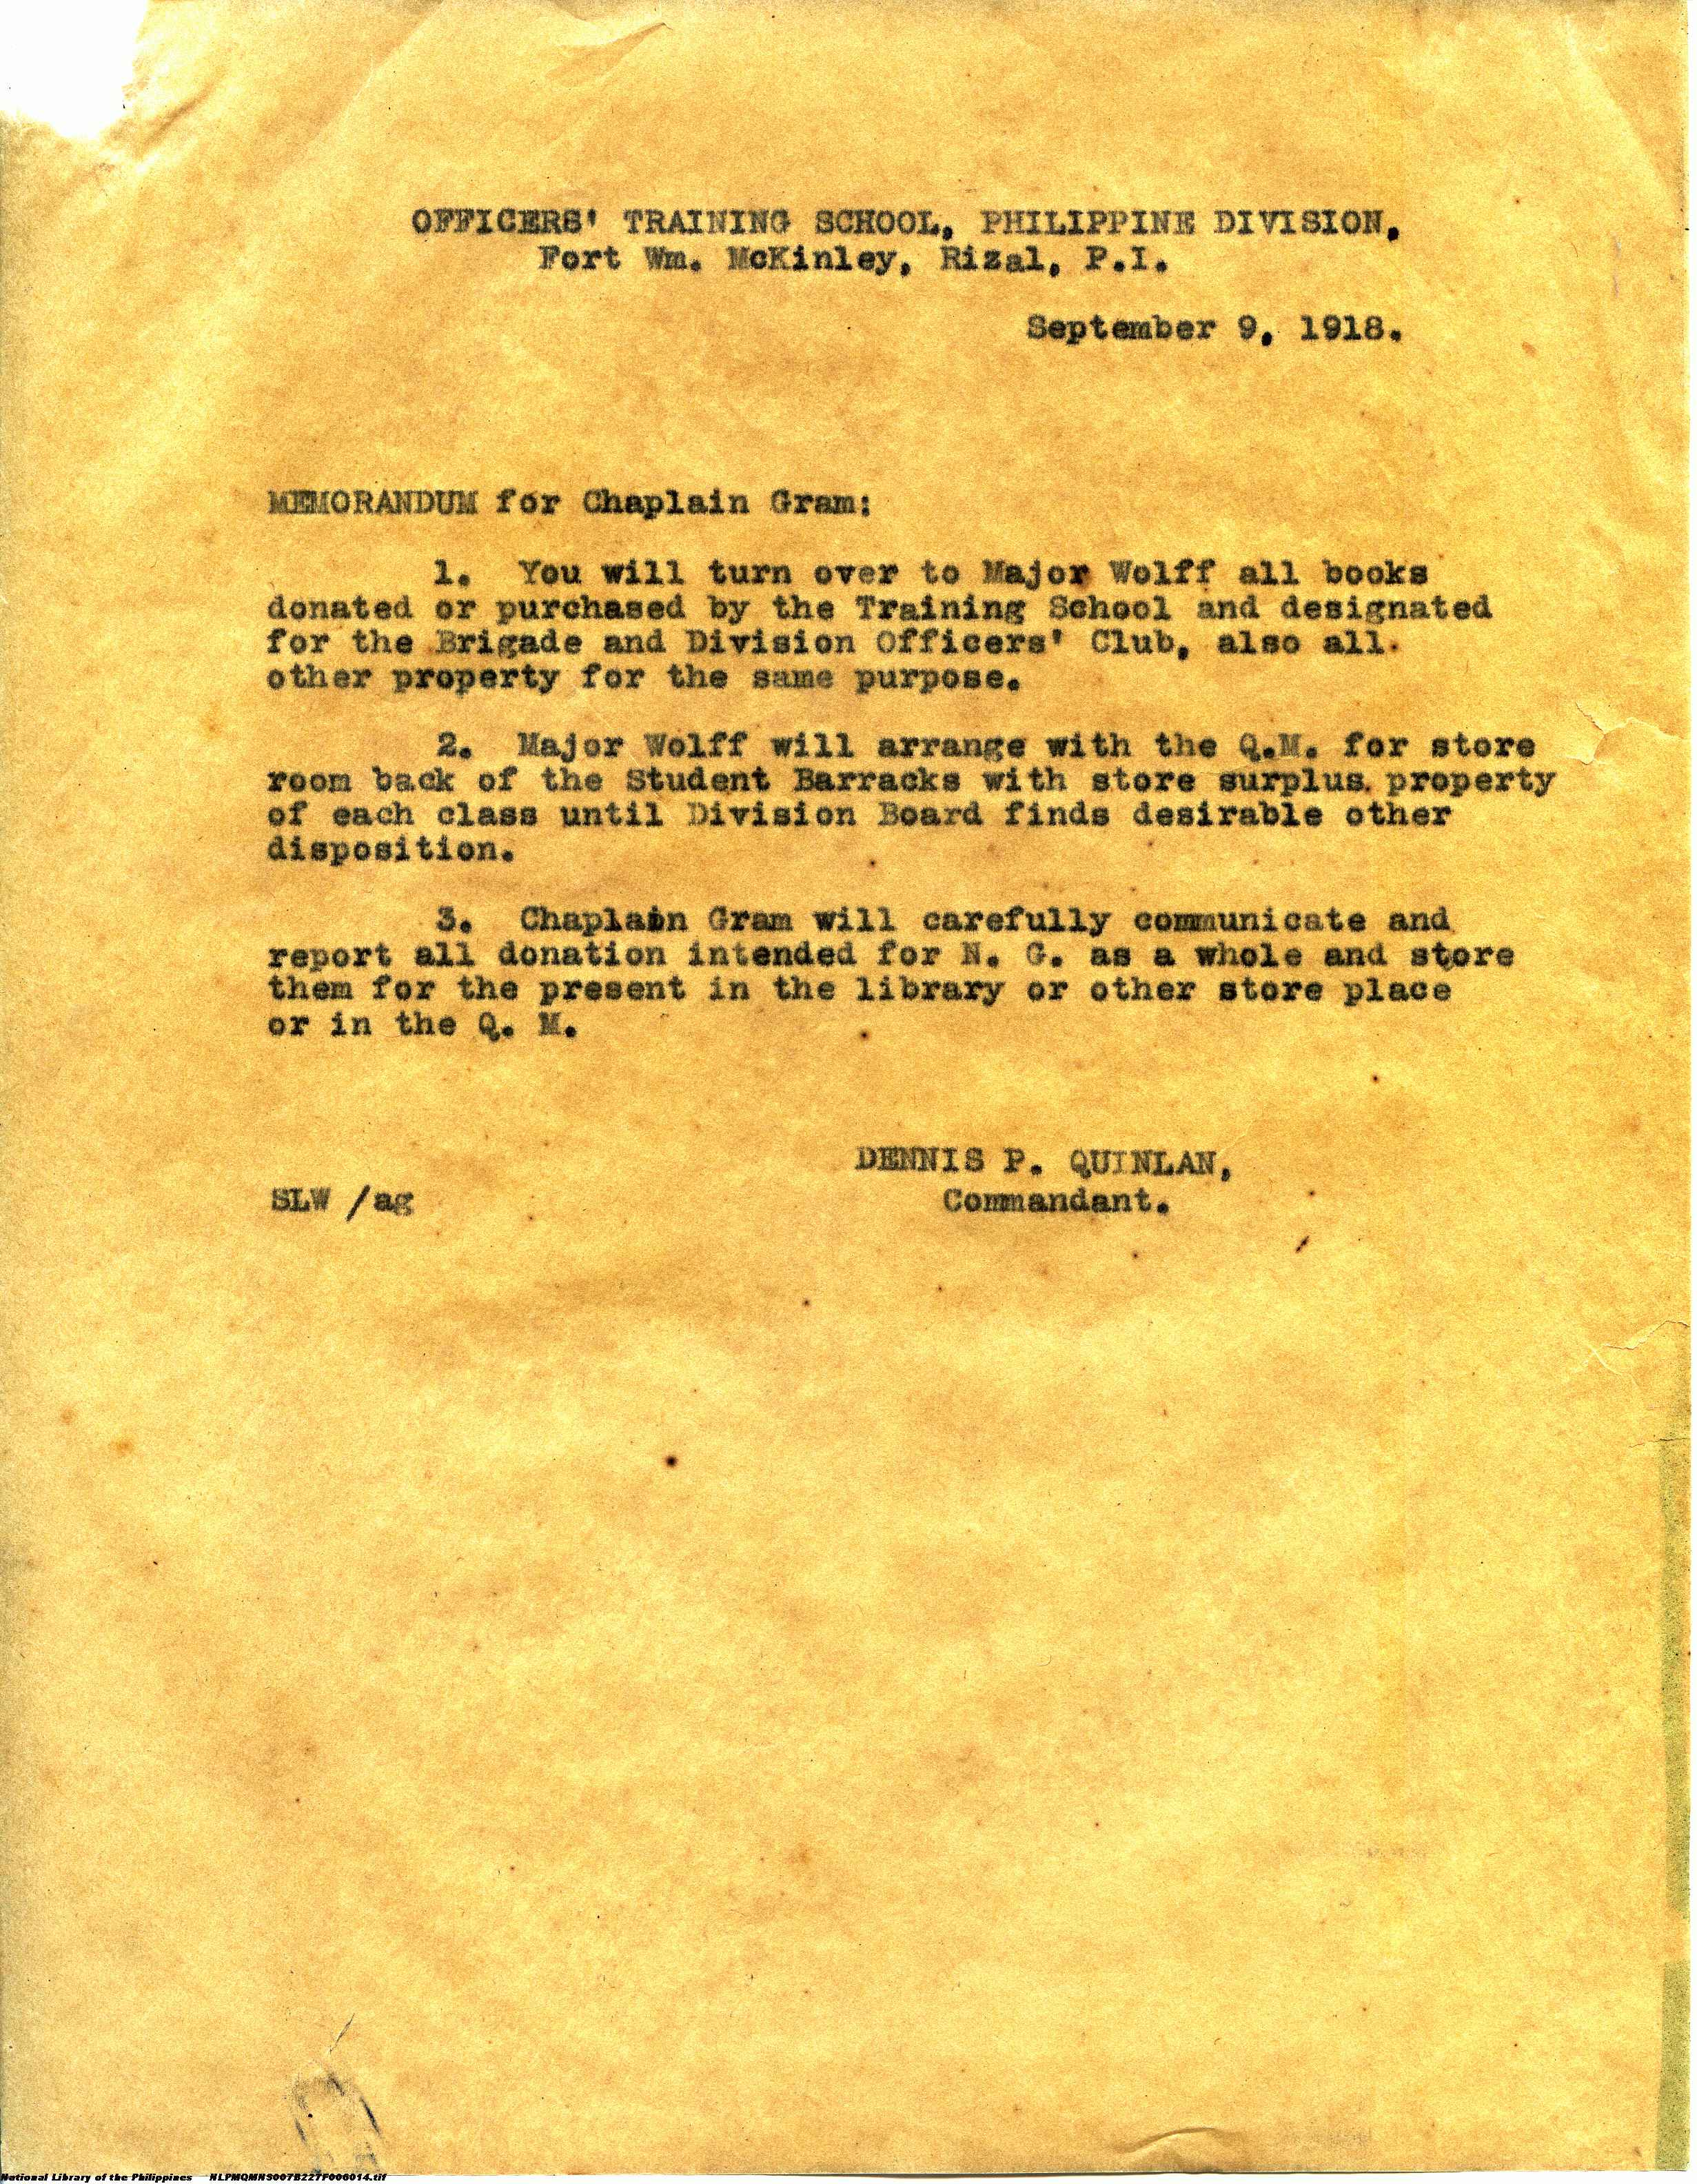 OFFICERS' TRAINING SCHOOL, PHILIPPINE DIVISION,
Fort Wm. McKinley, Rizal, P.I.
September 9, 1918.
MEMORANDUM for Chaplain Gram:
1. You will turn over to Major Wolff all books
donated or purchased by the Training School and designated
for the Brigade and Division Officers' Club, also all
other property for the same purpose.
2. Major Wolff will arrange with the Q.M. for store
room back of the Student Barracks with store surplus property
of each class until Division Board finds desirable other
disposition.
3. Chaplain Gram will carefully communicate and
report all donation intended for N. G. as a whole and store
them for the present in the library or other store place
or in the Q. M.
DENNIS P. QUINLAN,
SLW /ag Commandant.
National Library of the Philippines NLPMQMNS007B227F006014.tif